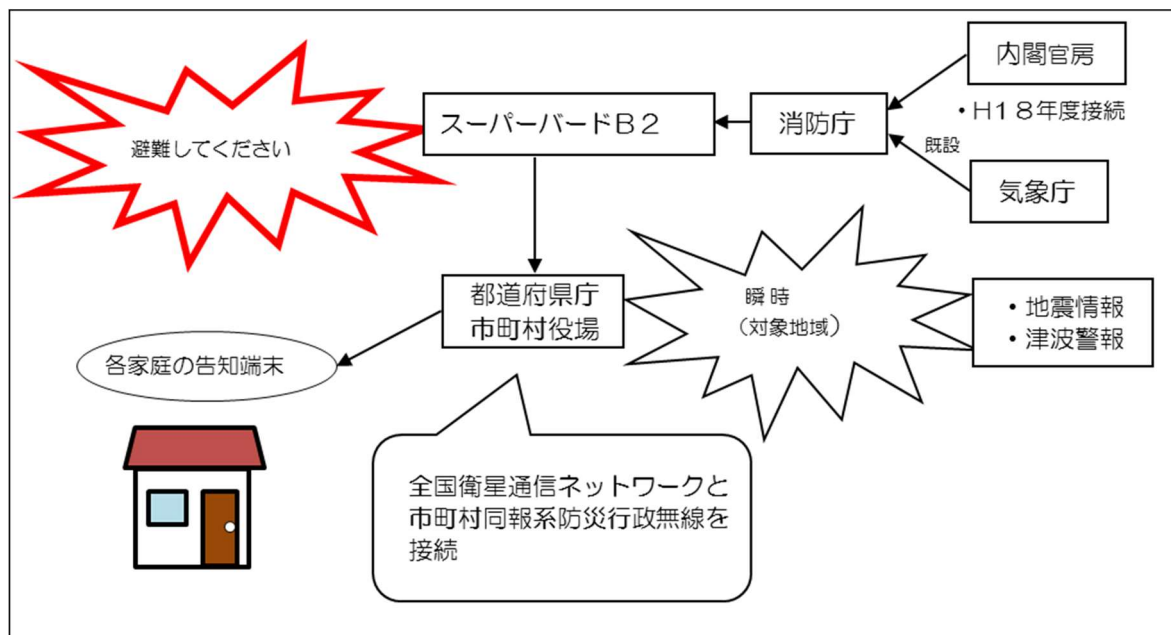 内閣官房
・H18年度接続
スーパーバードB2
消防庁
避難してください
既設
気象庁
都道府県庁
市町村役場
瞬時
(対象地域)
・地震情報
・津波警報
各家庭の告知端末
全国衛星通信ネットワークと
市町村同報系防災行政無線を
接続